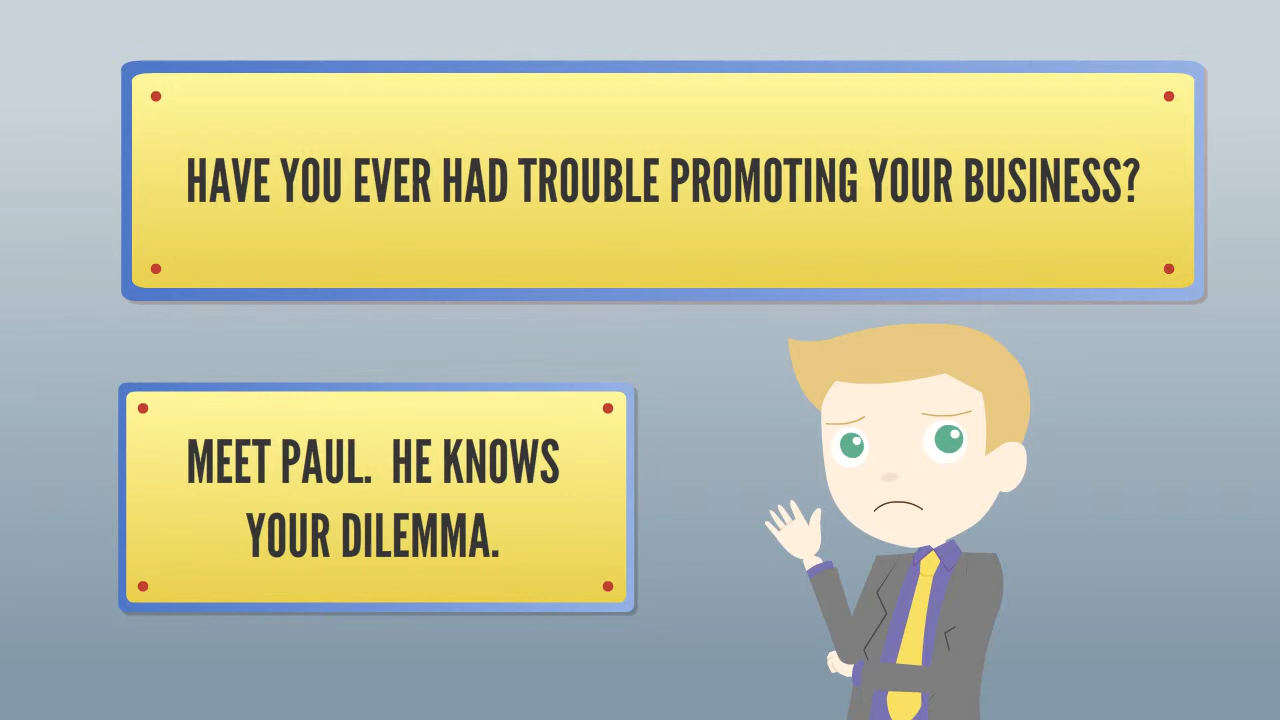 HAVE YOU EVER HAD TROUBLE PROMOTING YOUR BUSINESS?
MEET PAUL. HE KNOWS
YOUR DILEMMA.